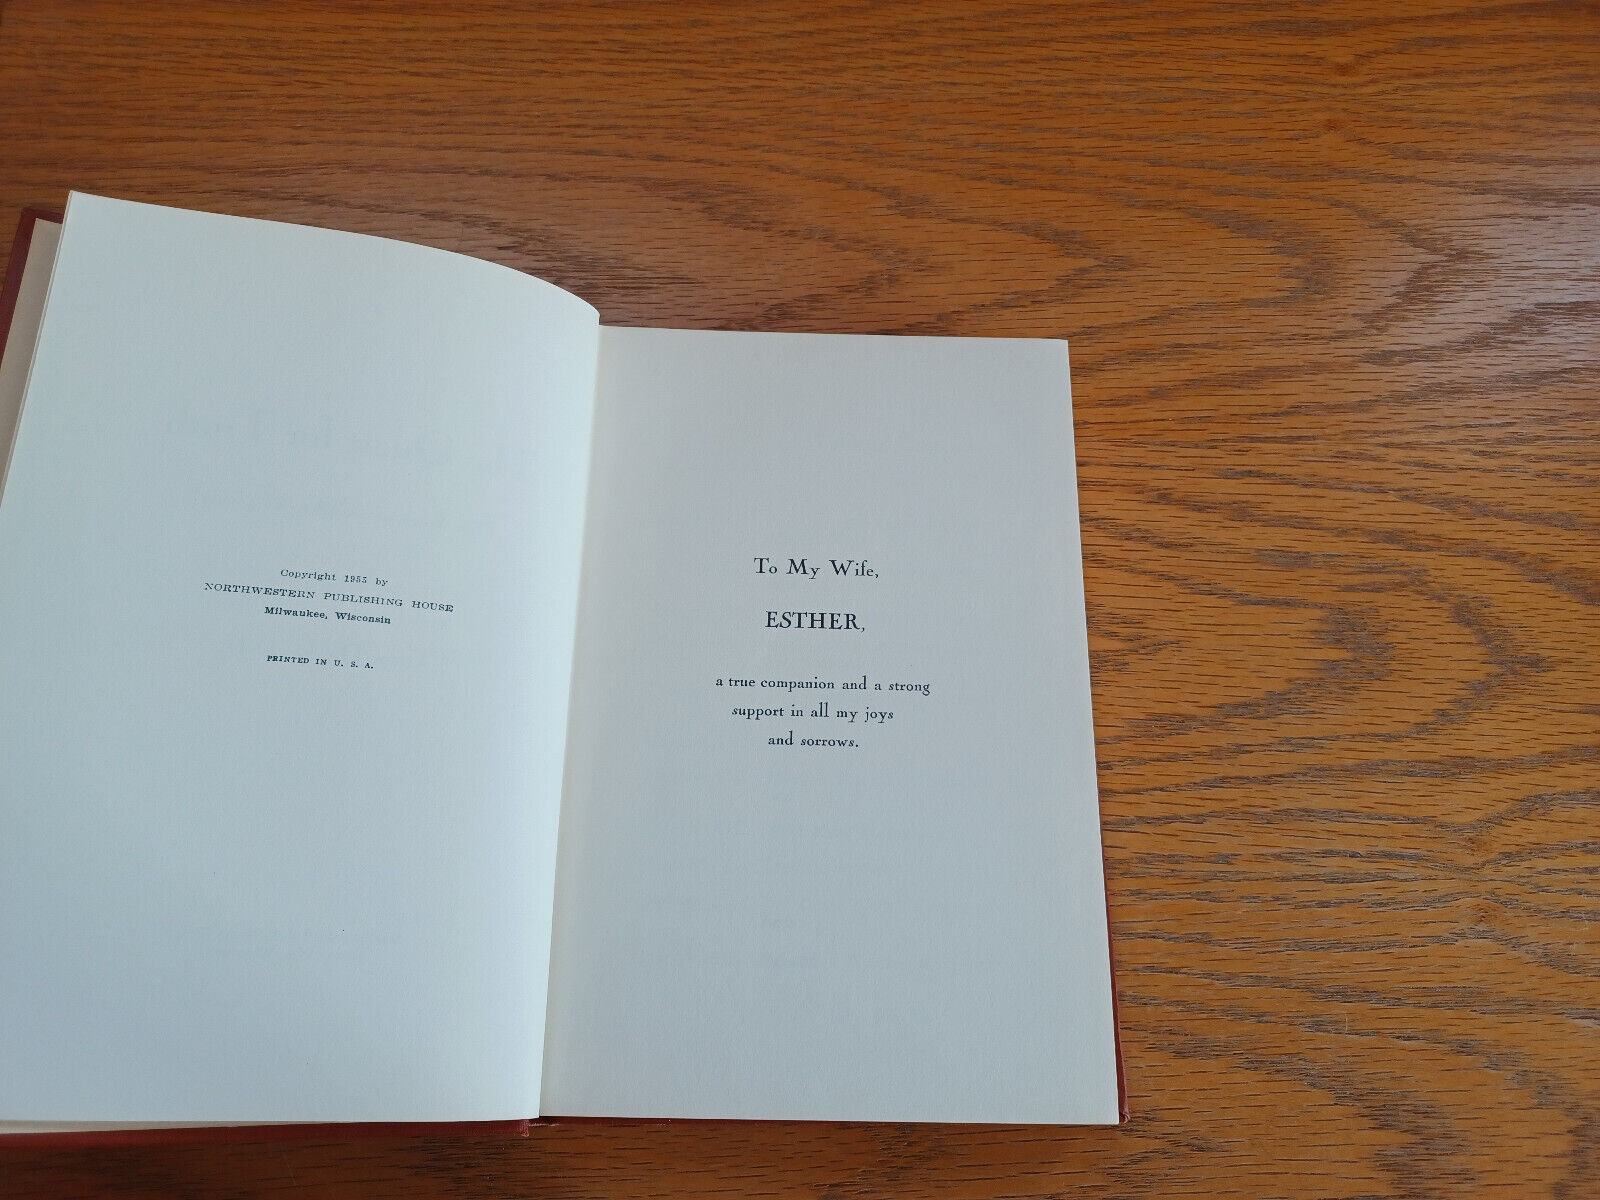 Copyright 1955 by
NORTHWESTERN PUBLISHING HOUSE
Milwaukee, Wisconsin
PRINTED IN U. S. A.
To My Wife,
ESTHER,
a true companion and a strong
support in all my joys
and sorrows.